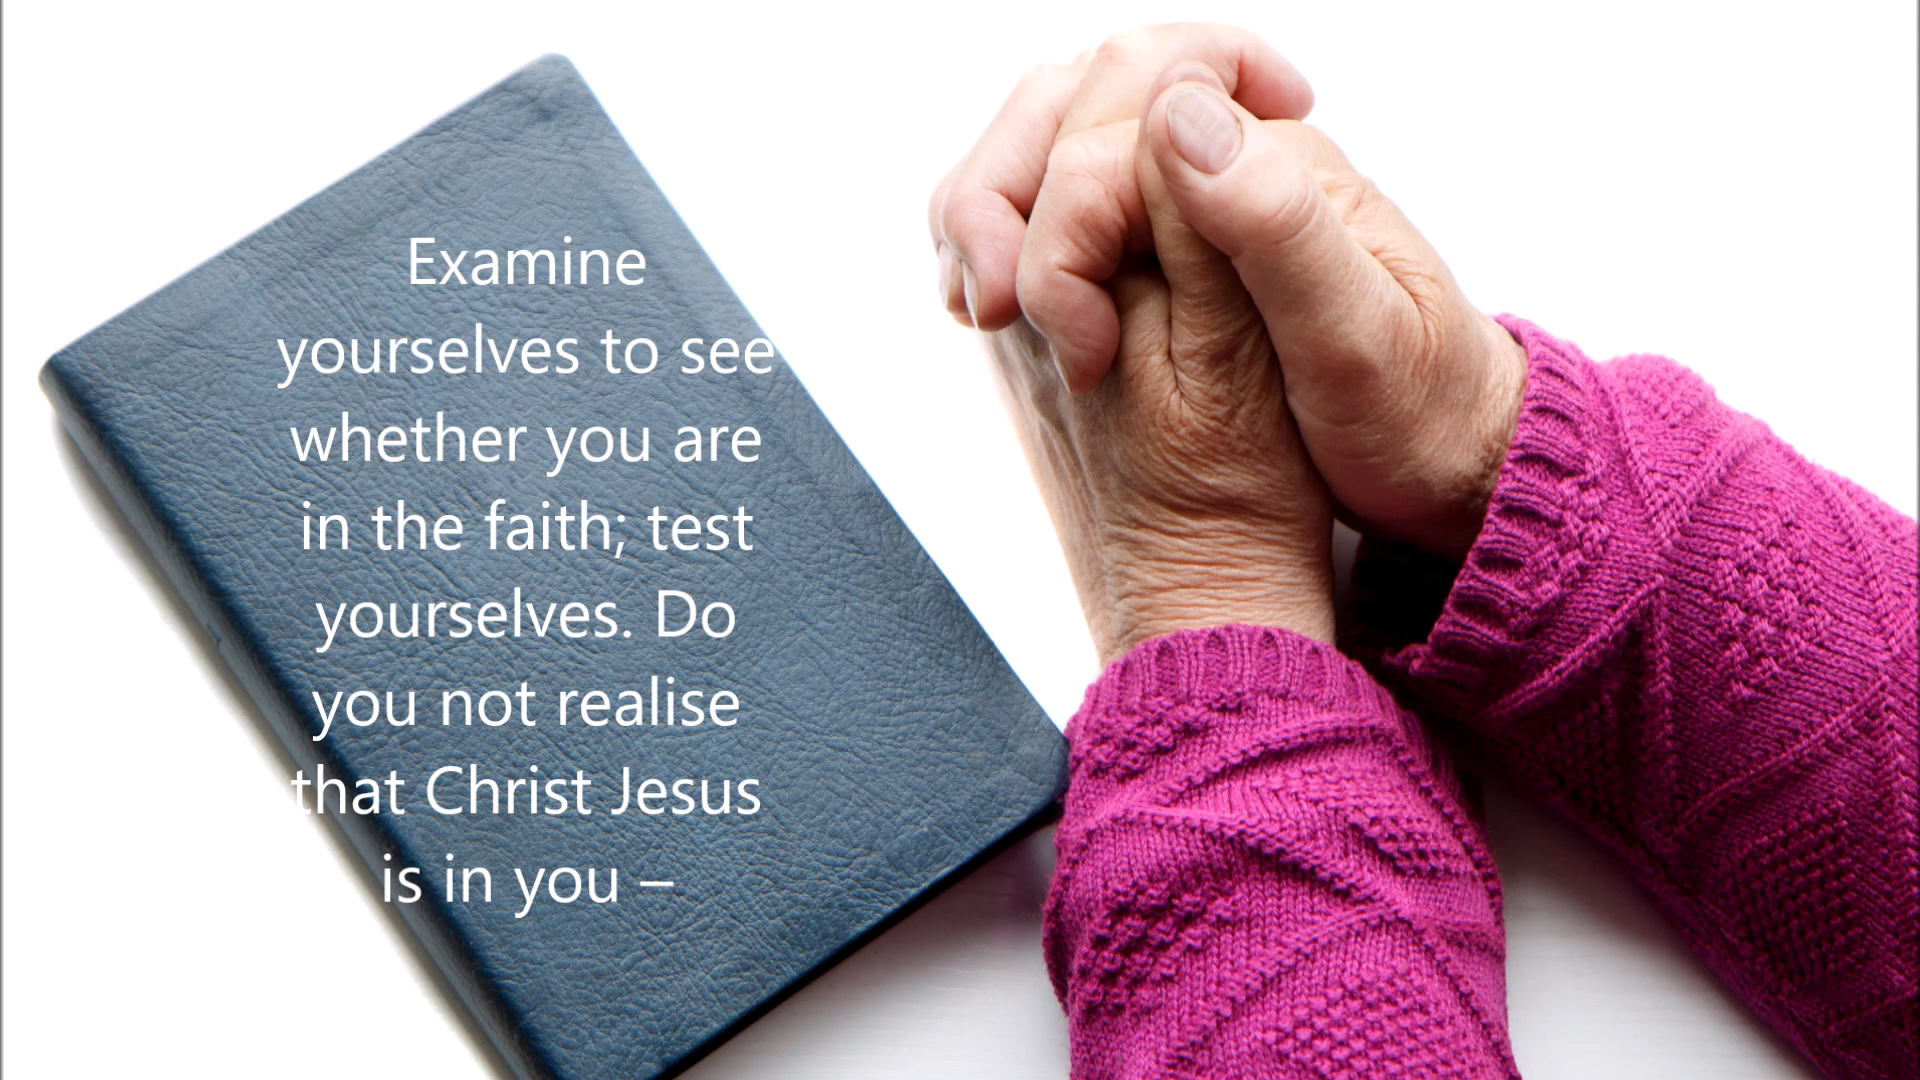 Examine
yourselves to see
whether you are
in the faith; test
yourselves. Do
you not realise
that Christ Jesus
is in you –